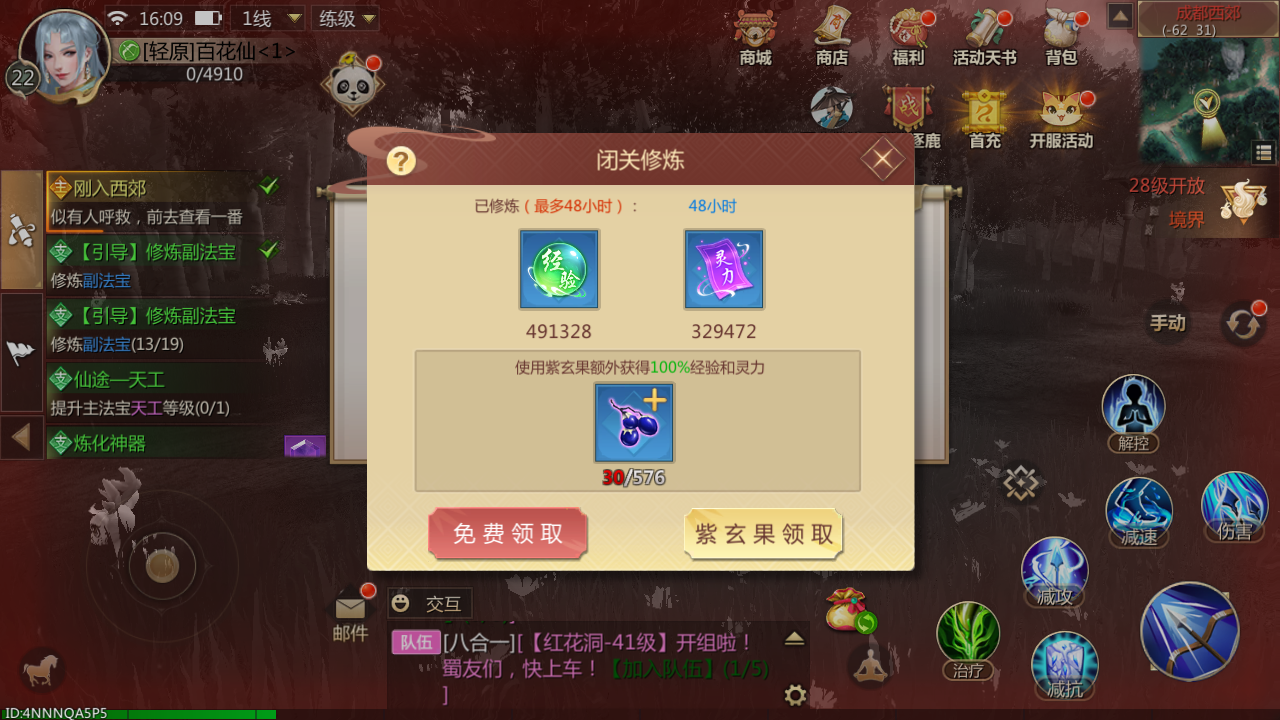 16:09
1线
练级
22
[轻原]百花仙<1>
0/4910
商城
商店
福利
活动天书
背包
成都西郊
(-62 31)
逐鹿
首充
开服活动
28级开放
境界
主
刚入西郊
似有人呼救，前去查看一番
支
【引导】修炼副法宝
修炼副法宝
支
【引导】修炼副法宝
修炼副法宝(13/19)
支
仙途—天工
提升主法宝天工等级(0/1)
支
炼化神器
?
闭关修炼
已修炼（最多48小时）:
48小时
经验
灵力
491328
329472
使用紫玄果额外获得100%经验和灵力
30/576
免费领取
紫玄果领取
手动
解控
减速
伤害
减攻
治疗
减抗
邮件
交互
队伍
[八合一][【红花洞-41级】开组啦！
蜀友们，快上车！【加入队伍】(1/5)
]
ID:4NNNQA5P5